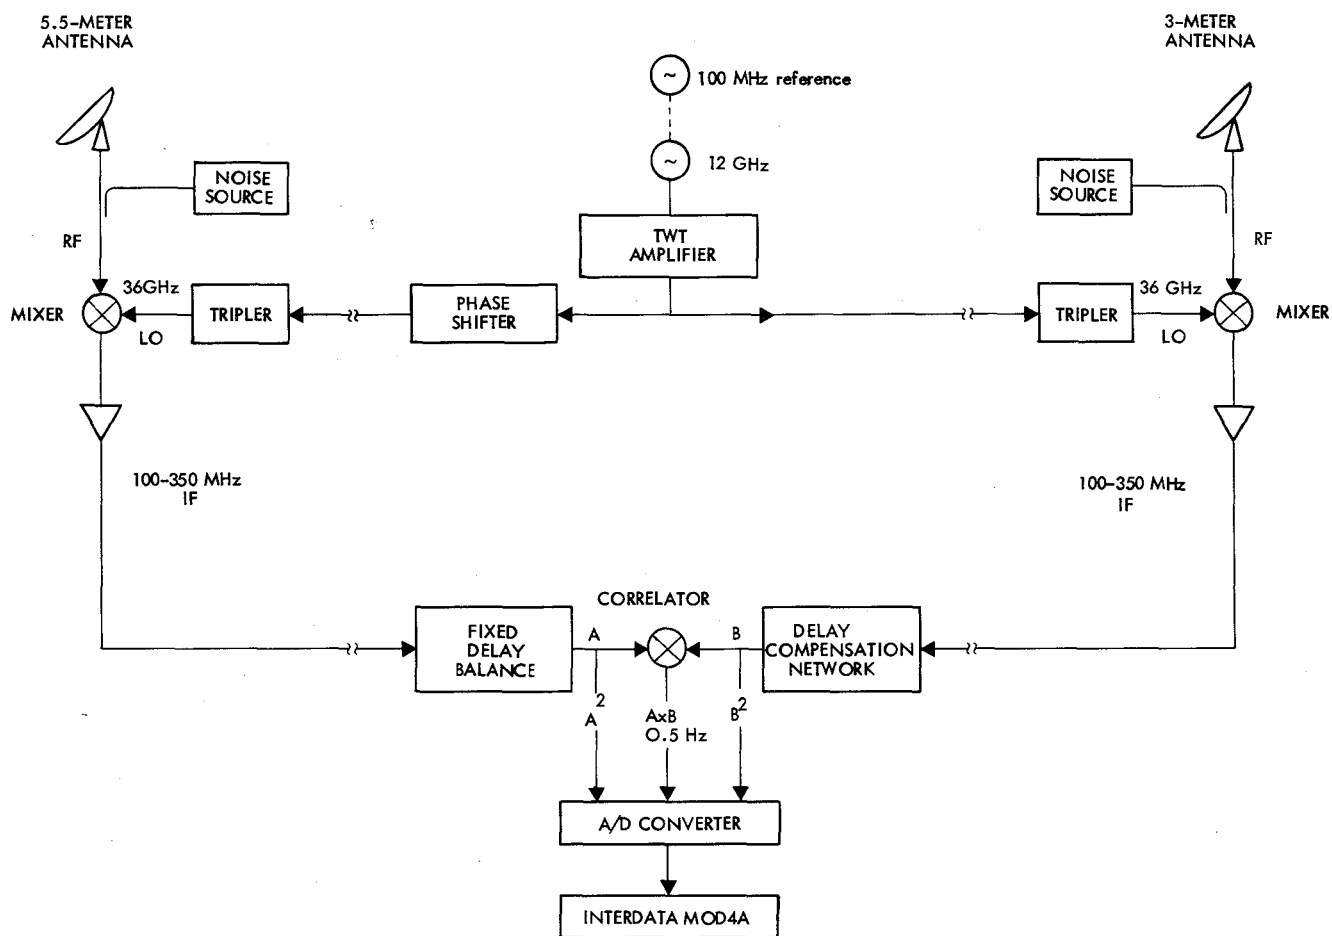 5.5-METER
ANTENNA
3-METER
ANTENNA
~ 100 MHz reference
~ 12 GHz
NOISE
SOURCE
NOISE
SOURCE
TWT
AMPLIFIER
RF
RF
36GHz
36 GHz
MIXER
TRIPLER
PHASE
SHIFTER
TRIPLER
MIXER
LO
LO
100-350 MHz
IF
100-350 MHz
IF
CORRELATOR
FIXED
DELAY
BALANCE
A
B
DELAY
COMPENSATION
NETWORK
A²
AxB
0.5 Hz
B²
A/D CONVERTER
INTERDATA MOD4A